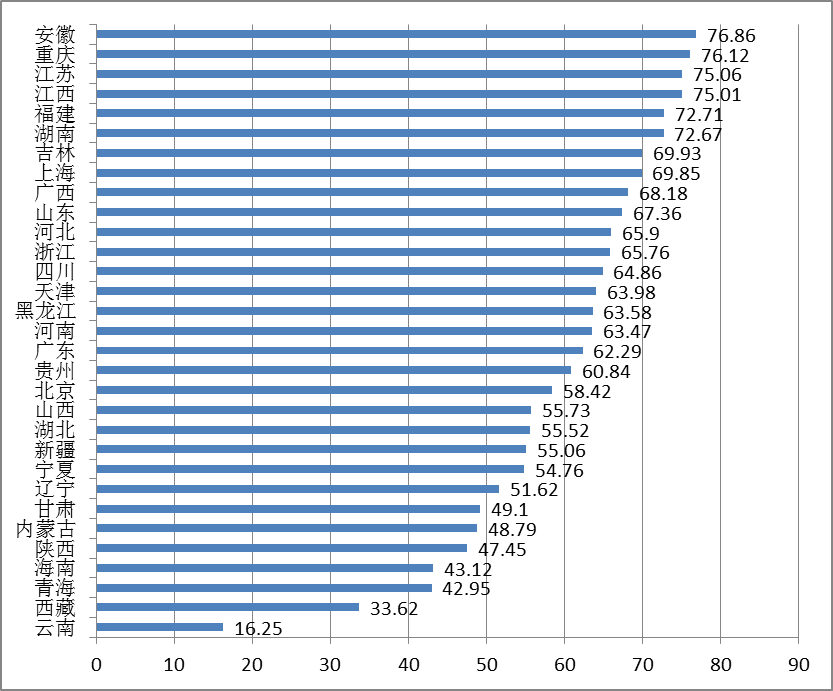 安徽 76.86
重庆 76.12
江苏 75.06
江西 75.01
福建 72.71
湖南 72.67
吉林 69.93
上海 69.85
广西 68.18
山东 67.36
河北 65.9
浙江 65.76
四川 64.86
天津 63.98
黑龙江 63.58
河南 63.47
广东 62.29
贵州 60.84
北京 58.42
山西 55.73
湖北 55.52
新疆 55.06
宁夏 54.76
辽宁 51.62
甘肃 49.1
内蒙古 48.79
陕西 47.45
海南 43.12
青海 42.95
西藏 33.62
云南 16.25
0 10 20 30 40 50 60 70 80 90